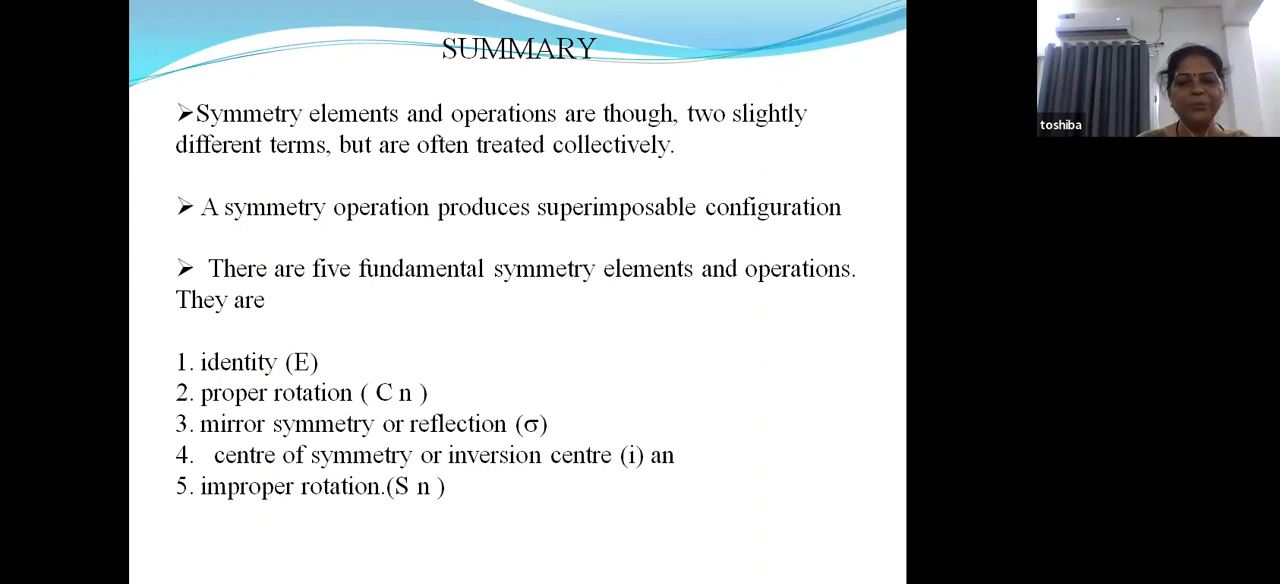 SUMMARY
➢Symmetry elements and operations are though, two slightly
different terms, but are often treated collectively.
➢ A symmetry operation produces superimposable configuration
➢ There are five fundamental symmetry elements and operations.
They are
1. identity (E)
2. proper rotation ( C n )
3. mirror symmetry or reflection (σ)
4. centre of symmetry or inversion centre (i) an
5. improper rotation.(S n )
toshiba